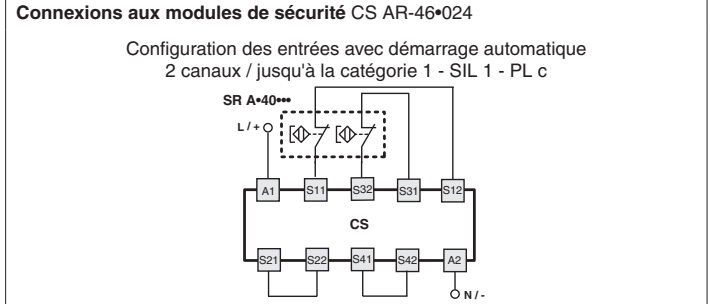 Connexions aux modules de sécurité CS AR-46•024
Configuration des entrées avec démarrage automatique
2 canaux / jusqu'à la catégorie 1 - SIL 1 - PL c
SR A•40•••
L / +
A1 S11 S32 S31 S12
CS
S21 S22 S41 S42 A2
N / -